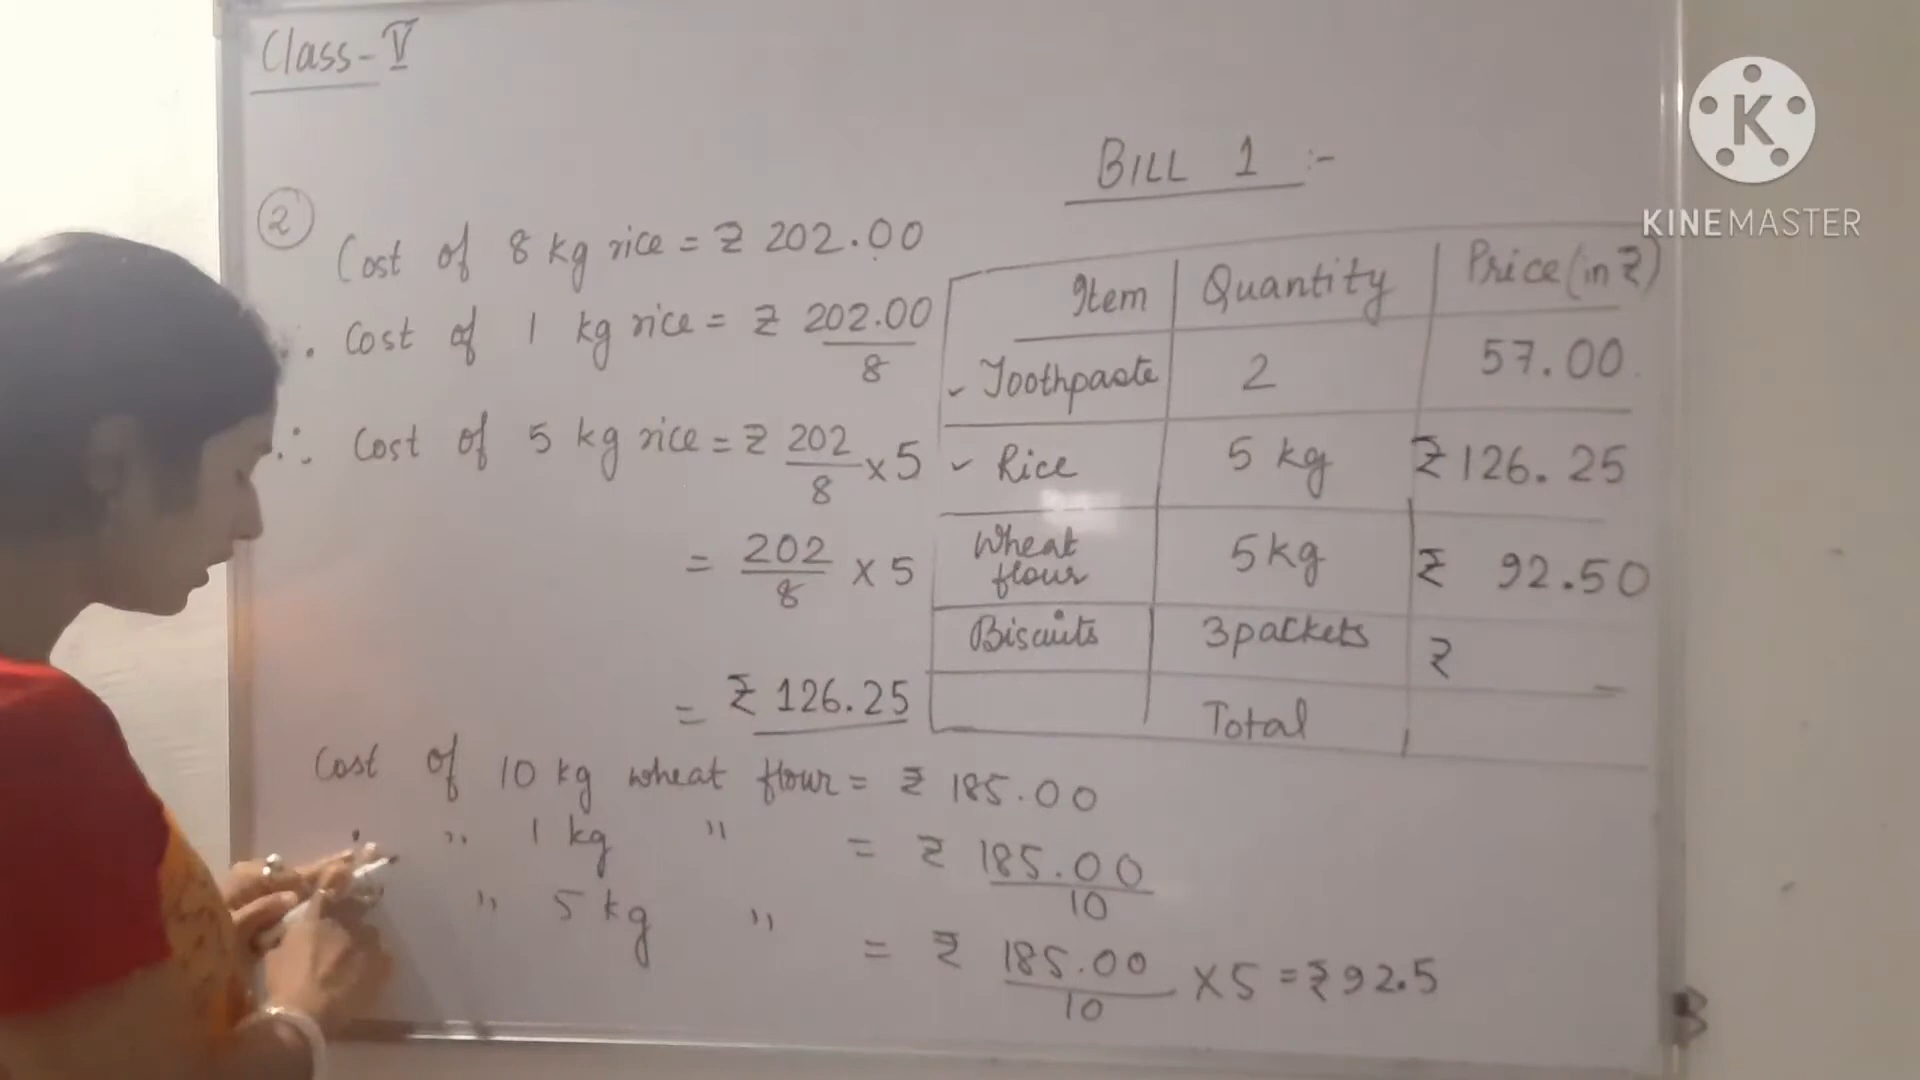 Class-V
BILL 1 :-
②
Cost of 8 kg rice = ₹ 202.00
∴ Cost of 1 kg rice = ₹ 202.00/8
∴ Cost of 5 kg rice = ₹ 202/8 x 5
= 202/8 x 5
= ₹ 126.25
Cost of 10 kg wheat flour = ₹ 185.00
" 1 kg " = ₹ 185.00/10
" 5 kg " = ₹ 185.00/10 x 5 = ₹ 92.5
Item Quantity Price (in ₹)
✓ Toothpaste 2 57.00
✓ Rice 5 kg ₹ 126.25
Wheat flour 5 kg ₹ 92.50
Biscuits 3 packets ₹ _
Total
K
KINEMASTER